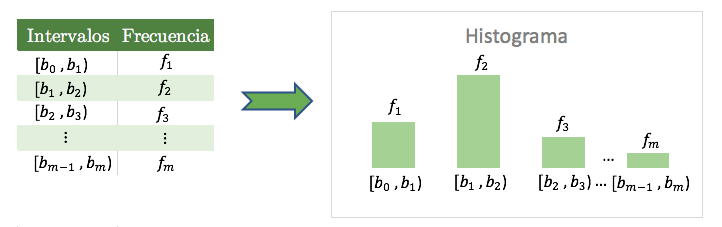 Intervalos Frecuencia
[b₀ , b₁) f₁
[b₁ , b₂) f₂
[b₂ , b₃) f₃
⋮ ⋮
[bₘ₋₁ , bₘ) fₘ
Histograma
f₂
f₁
f₃
fₘ
...
[b₀ , b₁) [b₁ , b₂) [b₂ , b₃) ... [bₘ₋₁ , bₘ)